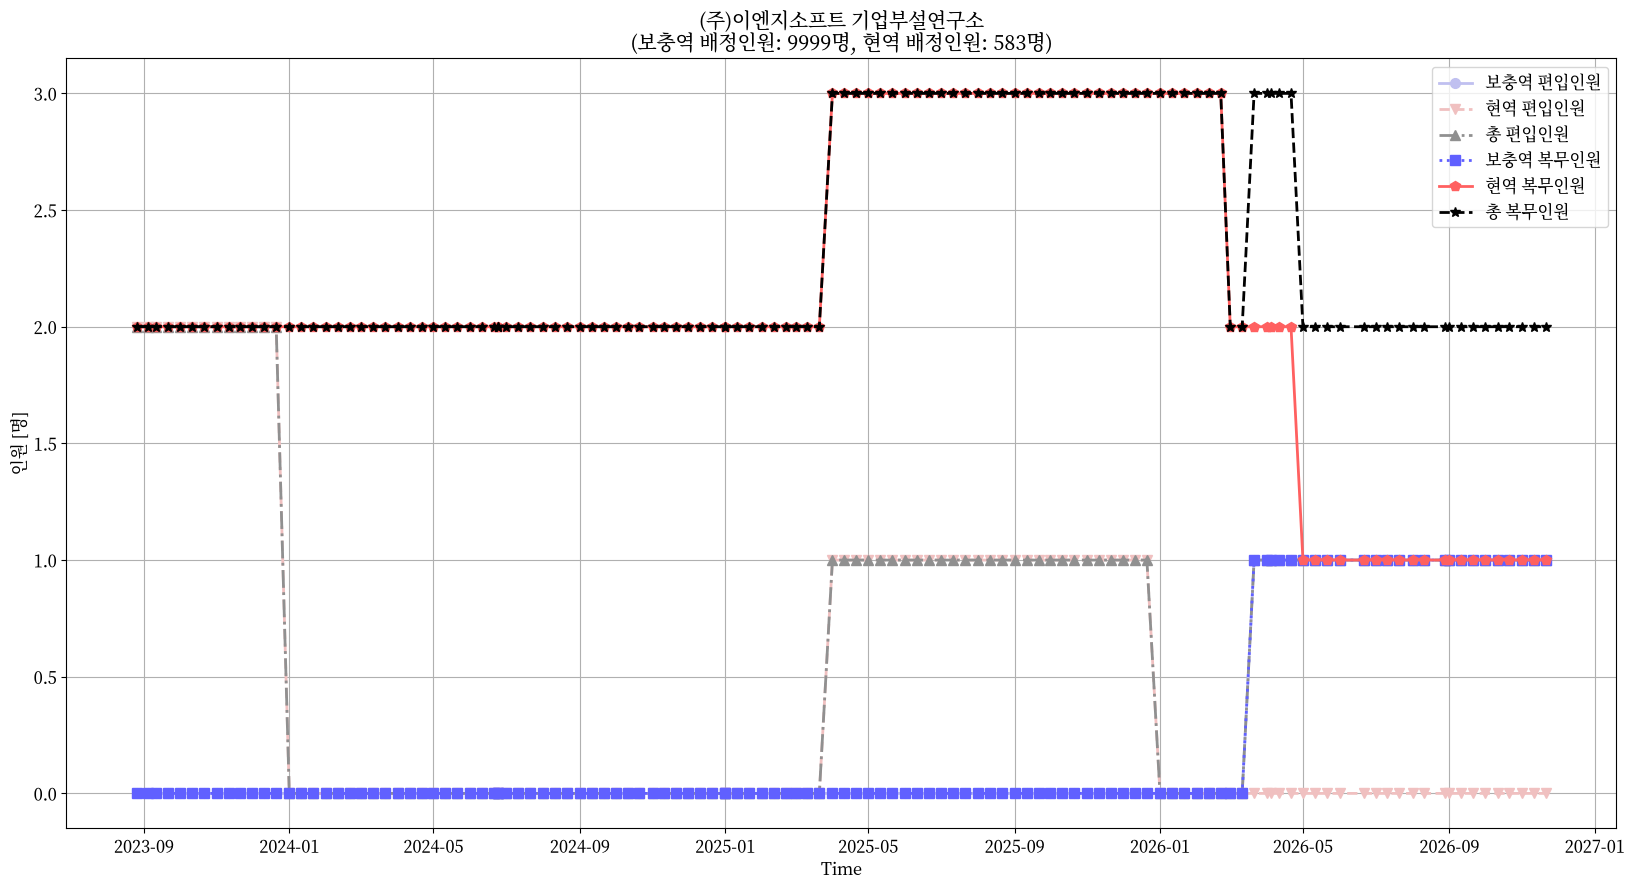 (주)이엔지소프트 기업부설연구소
(보충역 배정인원: 9999명, 현역 배정인원: 583명)
보충역 편입인원
현역 편입인원
총 편입인원
보충역 복무인원
현역 복무인원
총 복무인원
인원 [명]
3.0
2.5
2.0
1.5
1.0
0.5
0.0
2023-09 2024-01 2024-05 2024-09 2025-01 2025-05 2025-09 2026-01 2026-05 2026-09 2027-01
Time